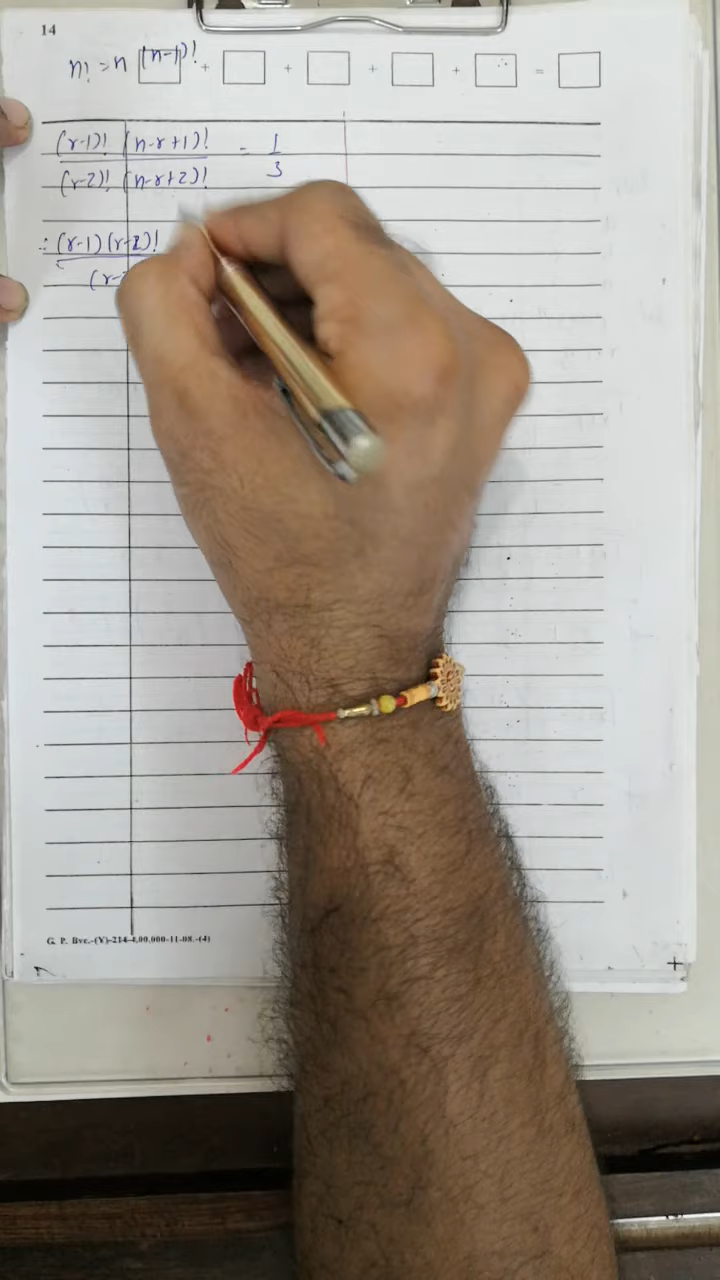 14
n! = n (n-1)! + + + + =
(r-1)! (n-r+1)! = 1/3
(r-2)! (n-r+2)!
∴ (r-1)(r-2)!
(r-
G. P. Bvc.-(V)-214-4,00,000-11-08.-(4)